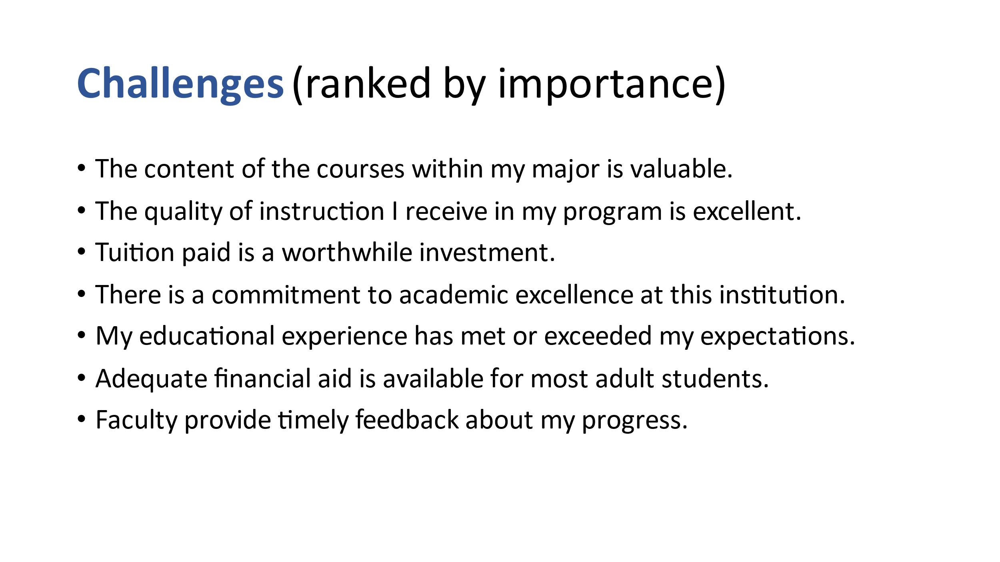 Challenges (ranked by importance)
• The content of the courses within my major is valuable.
• The quality of instruction I receive in my program is excellent.
• Tuition paid is a worthwhile investment.
• There is a commitment to academic excellence at this institution.
• My educational experience has met or exceeded my expectations.
• Adequate financial aid is available for most adult students.
• Faculty provide timely feedback about my progress.